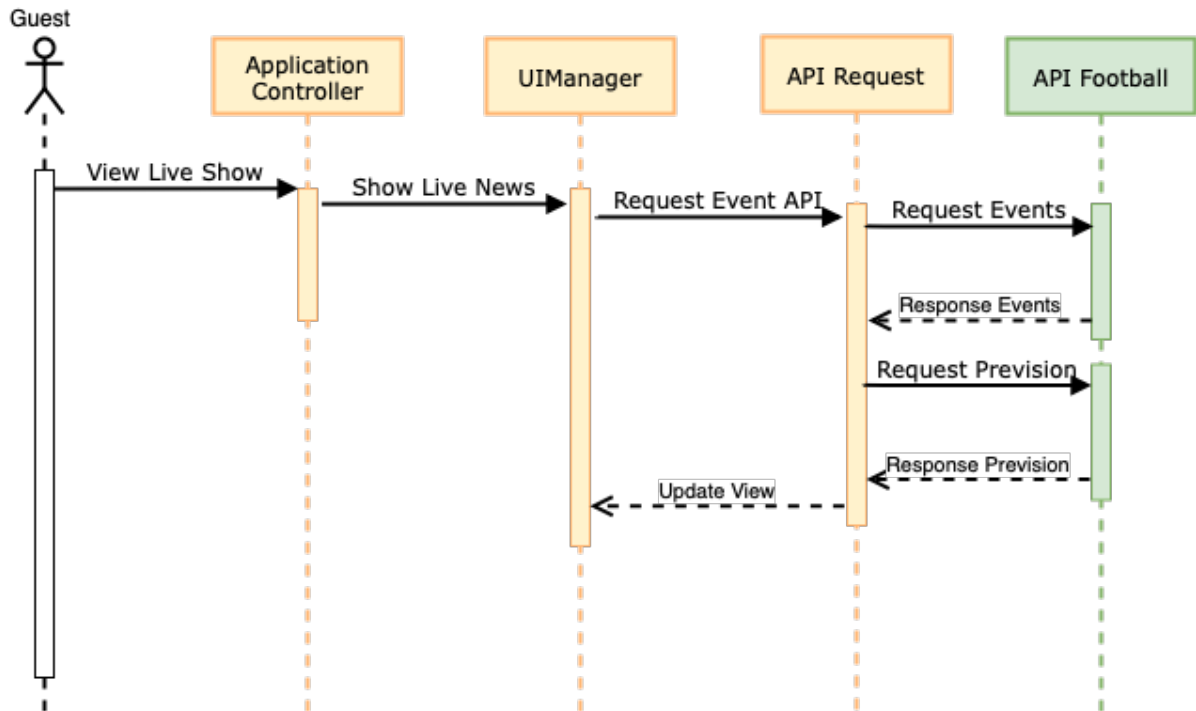 Guest
Application
Controller
UIManager
API Request
API Football
View Live Show
Show Live News
Request Event API
Request Events
Response Events
Request Prevision
Response Prevision
Update View